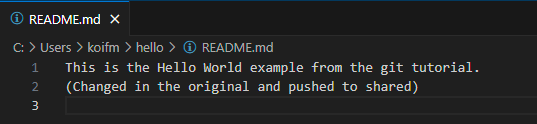 README.md
C: > Users > koifm > hello > README.md
1 This is the Hello World example from the git tutorial.
2 (Changed in the original and pushed to shared)
3